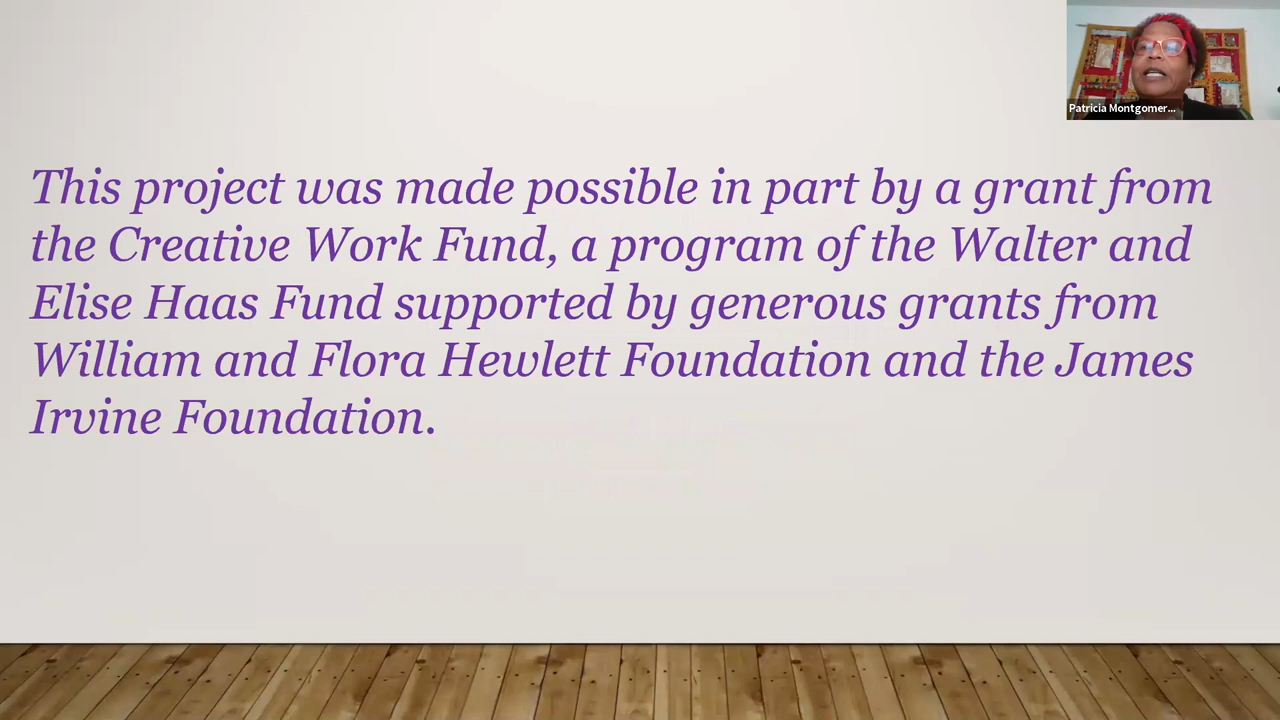 Patricia Montgomer...
This project was made possible in part by a grant from
the Creative Work Fund, a program of the Walter and
Elise Haas Fund supported by generous grants from
William and Flora Hewlett Foundation and the James
Irvine Foundation.